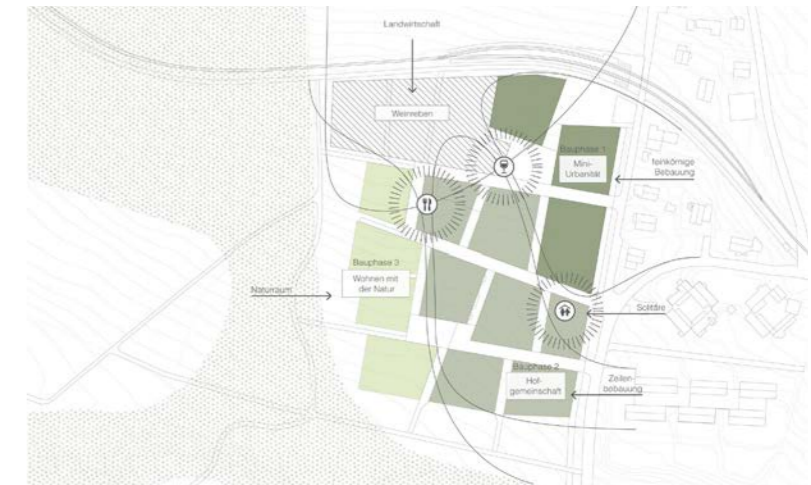 Landwirtschaft
Weinreben
Bauphase 1
Mini-
Urbanität
feinkörnige
Bebauung
Bauphase 3
Wohnen mit
der Natur
Naturraum
Solitäre
Bauphase 2
Hof-
gemeinschaft
Zeilen-
bebauung